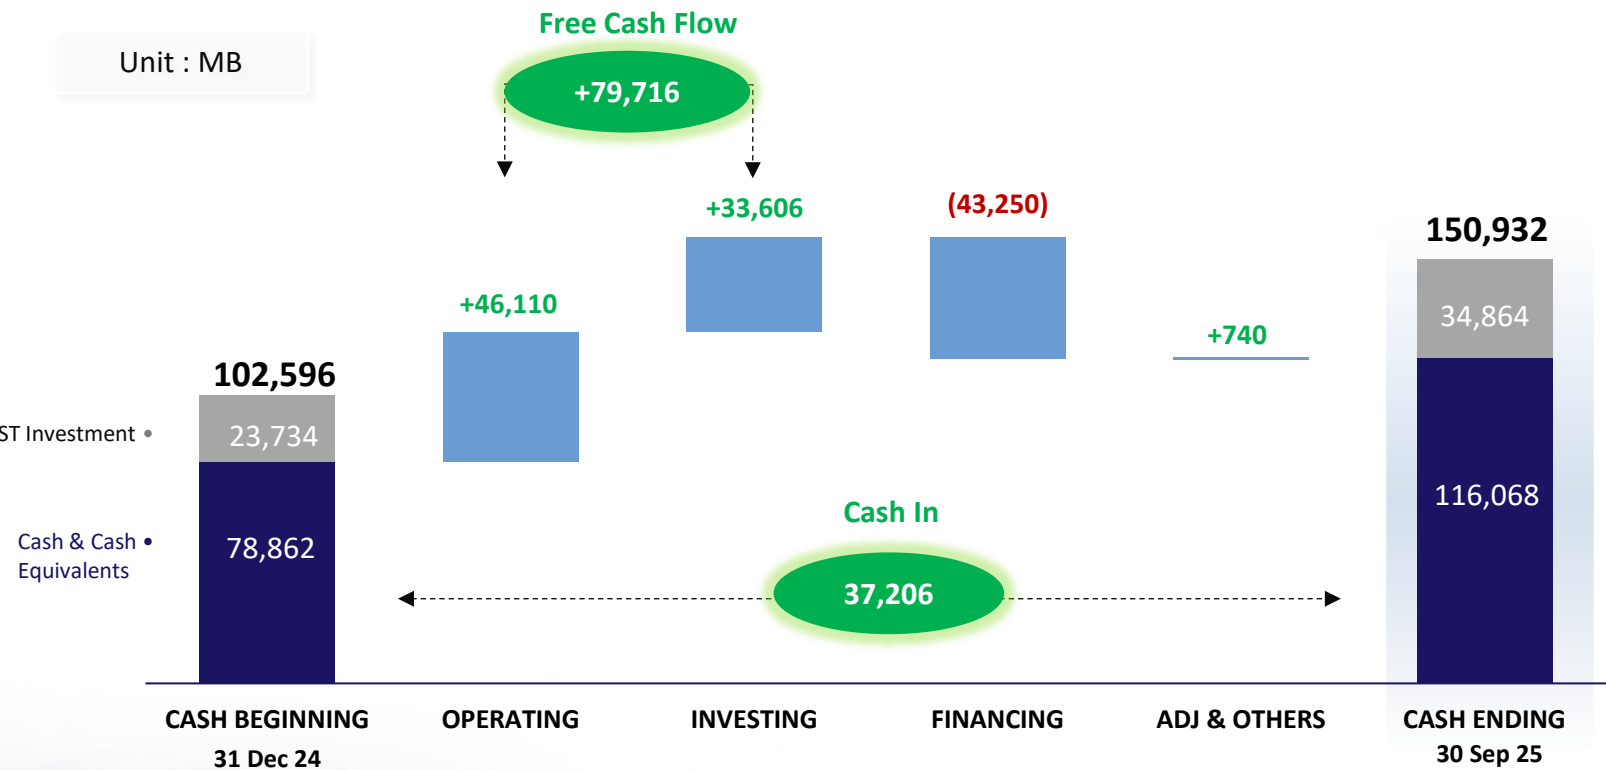 Free Cash Flow
Unit : MB
+79,716
+33,606
(43,250)
150,932
+46,110
34,864
+740
102,596
ST Investment •
23,734
116,068
Cash In
Cash & Cash •
Equivalents
78,862
37,206
CASH BEGINNING
31 Dec 24
OPERATING
INVESTING
FINANCING
ADJ & OTHERS
CASH ENDING
30 Sep 25